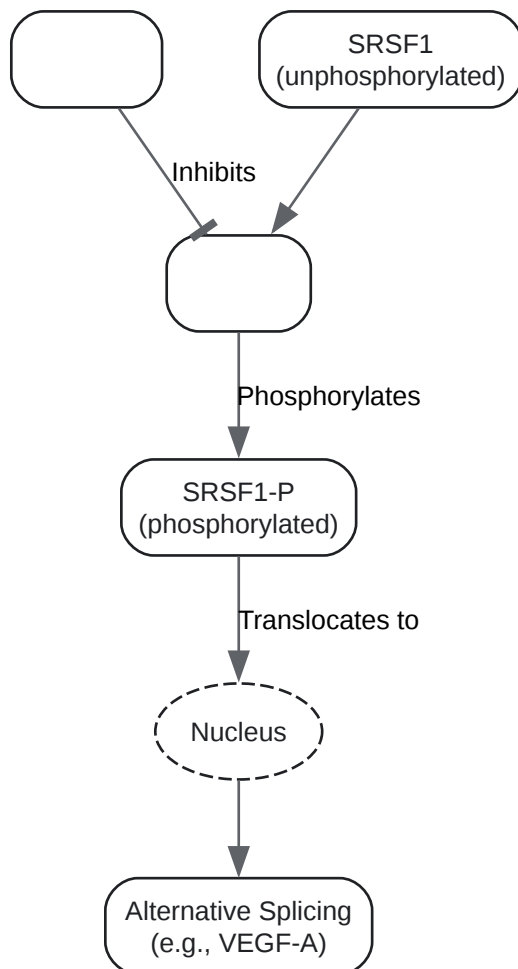 SRSF1
(unphosphorylated)
Inhibits
Phosphorylates
SRSF1-P
(phosphorylated)
Translocates to
Nucleus
Alternative Splicing
(e.g., VEGF-A)